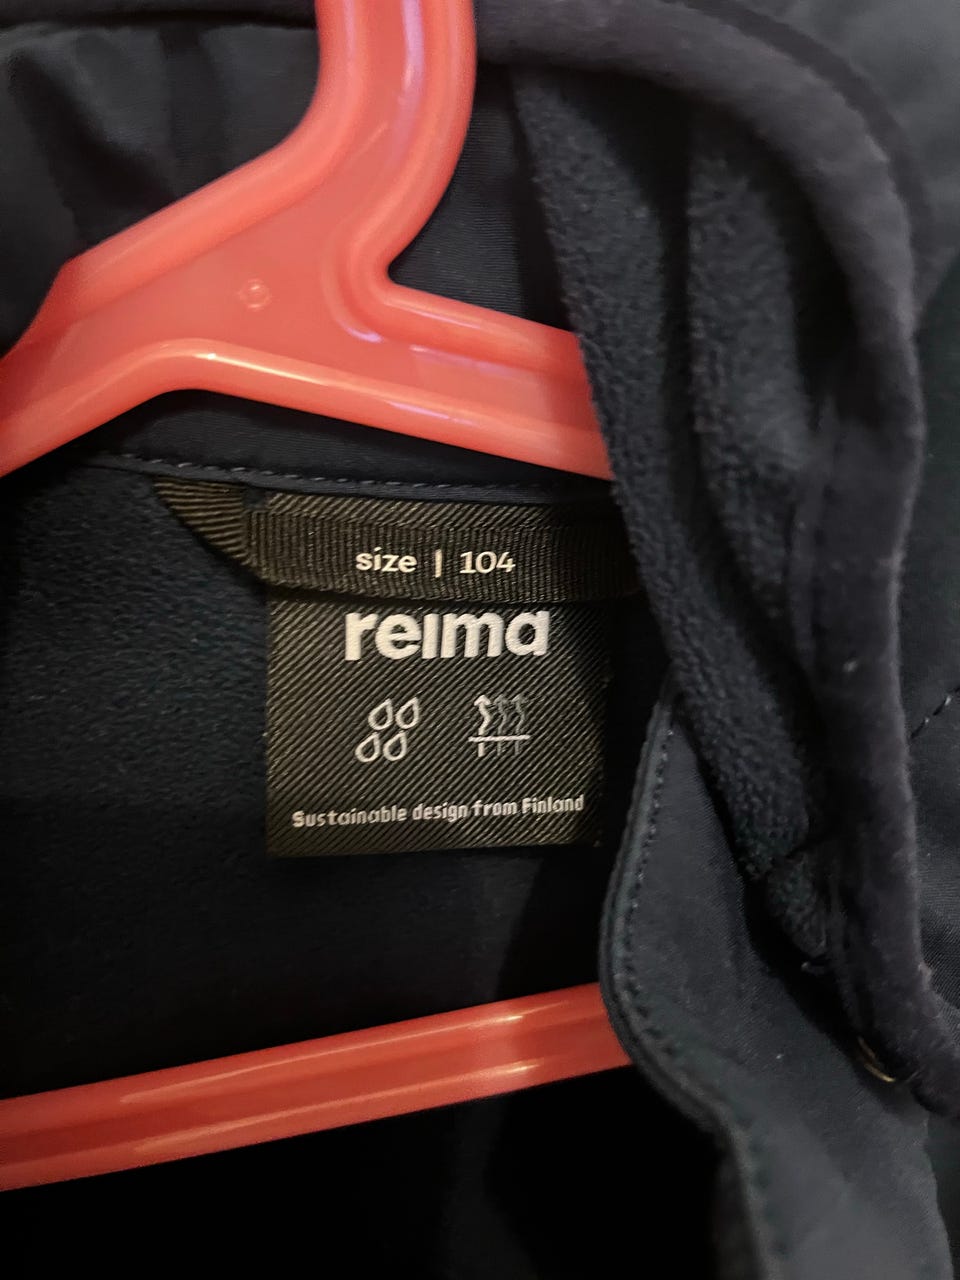 size | 104
reima
Sustainable design from Finland